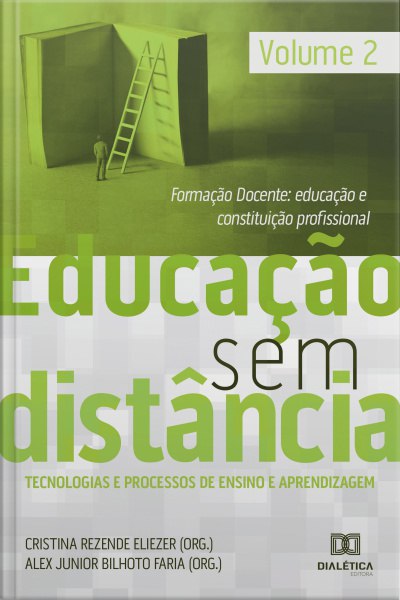 Volume 2
Formação Docente: educação e
constituição profissional
Educação
sem
distância
TECNOLOGIAS E PROCESSOS DE ENSINO E APRENDIZAGEM
CRISTINA REZENDE ELIEZER (ORG.)
ALEX JUNIOR BILHOTO FARIA (ORG.)
DIALÉTICA
EDITORA